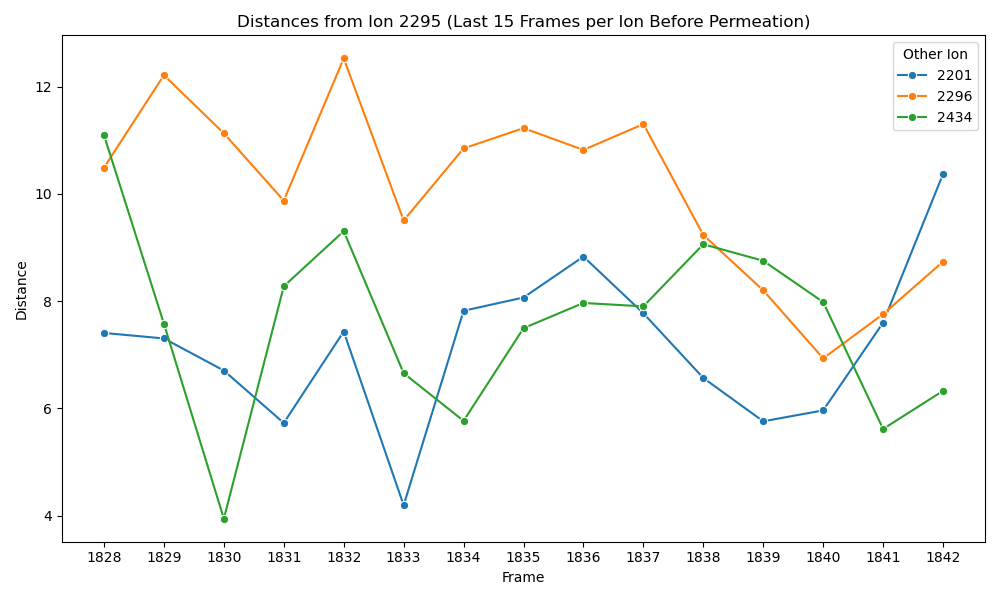 Distances from Ion 2295 (Last 15 Frames per Ion Before Permeation)
Other Ion
2201
2296
2434
12
10
8
6
4
Distance
1828 1829 1830 1831 1832 1833 1834 1835 1836 1837 1838 1839 1840 1841 1842
Frame